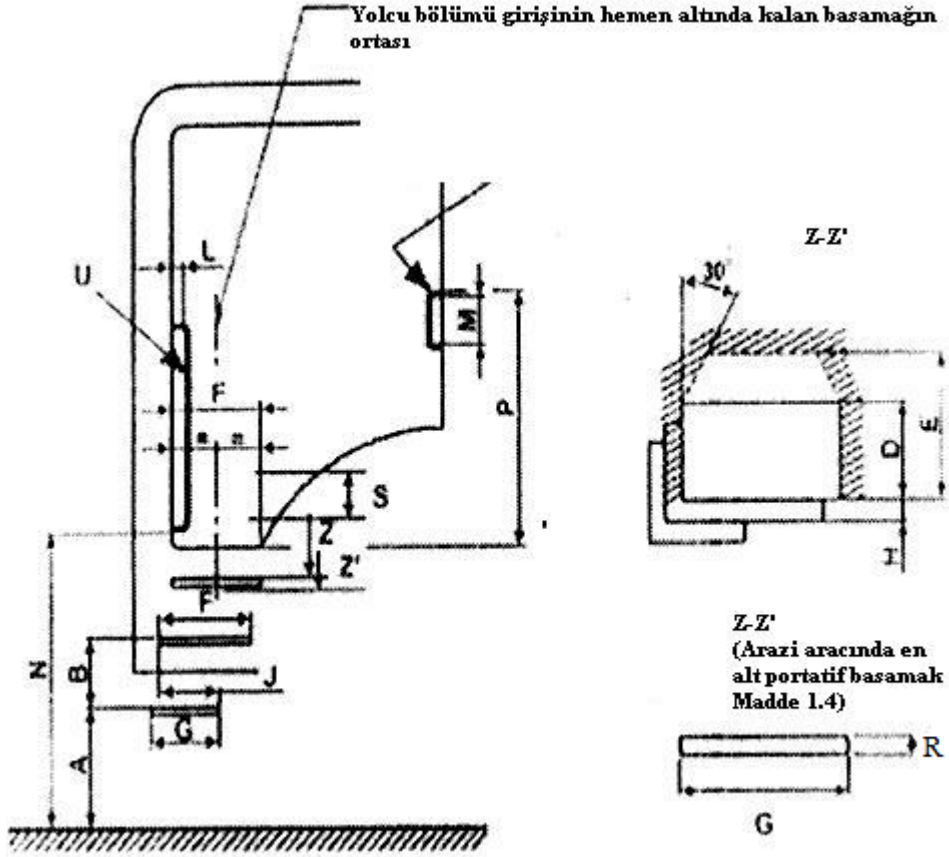 Yolcu bölümü girişinin hemen altında kalan basamağın
ortası
Z-Z'
L
U
30°
M
F
P
E
D
S
Z
Z'
F
H
N
B
J
G
A
Z-Z'
(Arazi aracında en
alt portatif basamak
Madde 1.4)
R
G